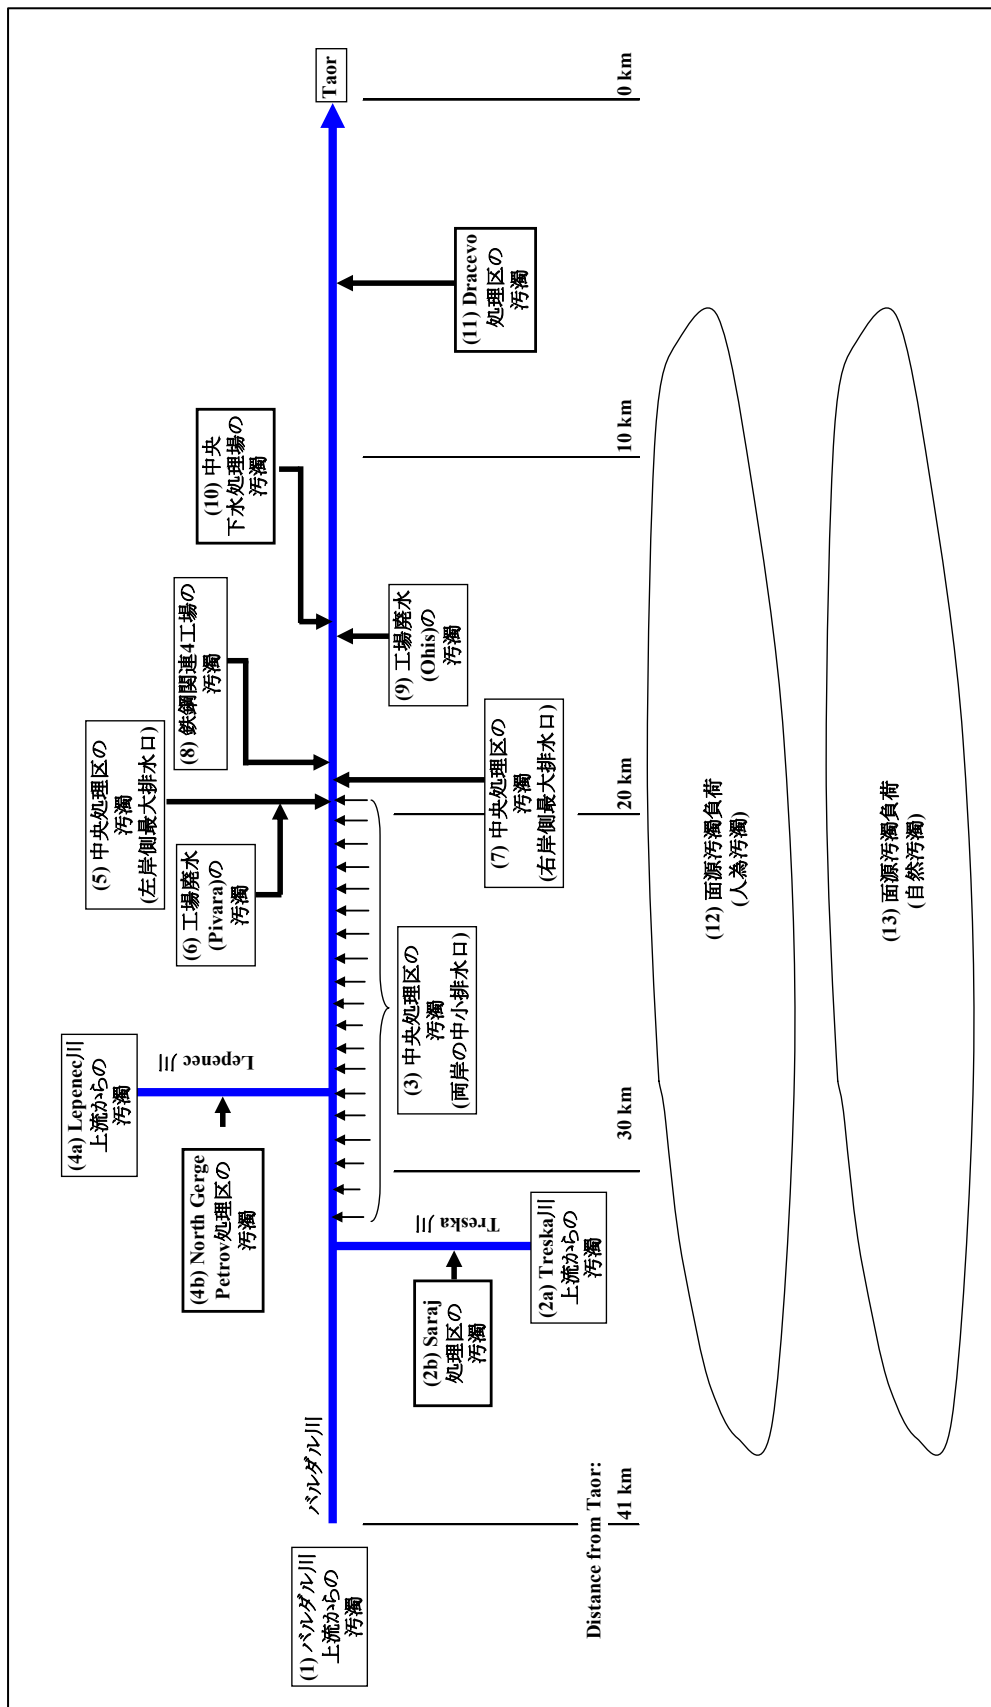 Taor
0 km
(11) Dracevo
処理区の
汚濁
10 km
(10) 中央
下水処理場の
汚濁
(8) 鉄鋼関連4工場の
汚濁
(9) 工場廃水
(Ohis)の
汚濁
(5) 中央処理区の
汚濁
(左岸側最大排水口)
(7) 中央処理区の
汚濁
(右岸側最大排水口)
20 km
(6) 工場廃水
(Pivara)の
汚濁
(12) 面源汚濁負荷
(人為汚濁)
(13) 面源汚濁負荷
(自然汚濁)
(3) 中央処理区の
汚濁
(両岸の中小排水口)
(4a) Lepenec川
上流からの
汚濁
Lepenec 川
30 km
(4b) North Gerge
Petrov処理区の
汚濁
Treska 川
(2a) Treska川
上流からの
汚濁
(2b) Saraj
処理区の
汚濁
バルダル川
Distance from Taor:
41 km
(1) バルダル川
上流からの
汚濁